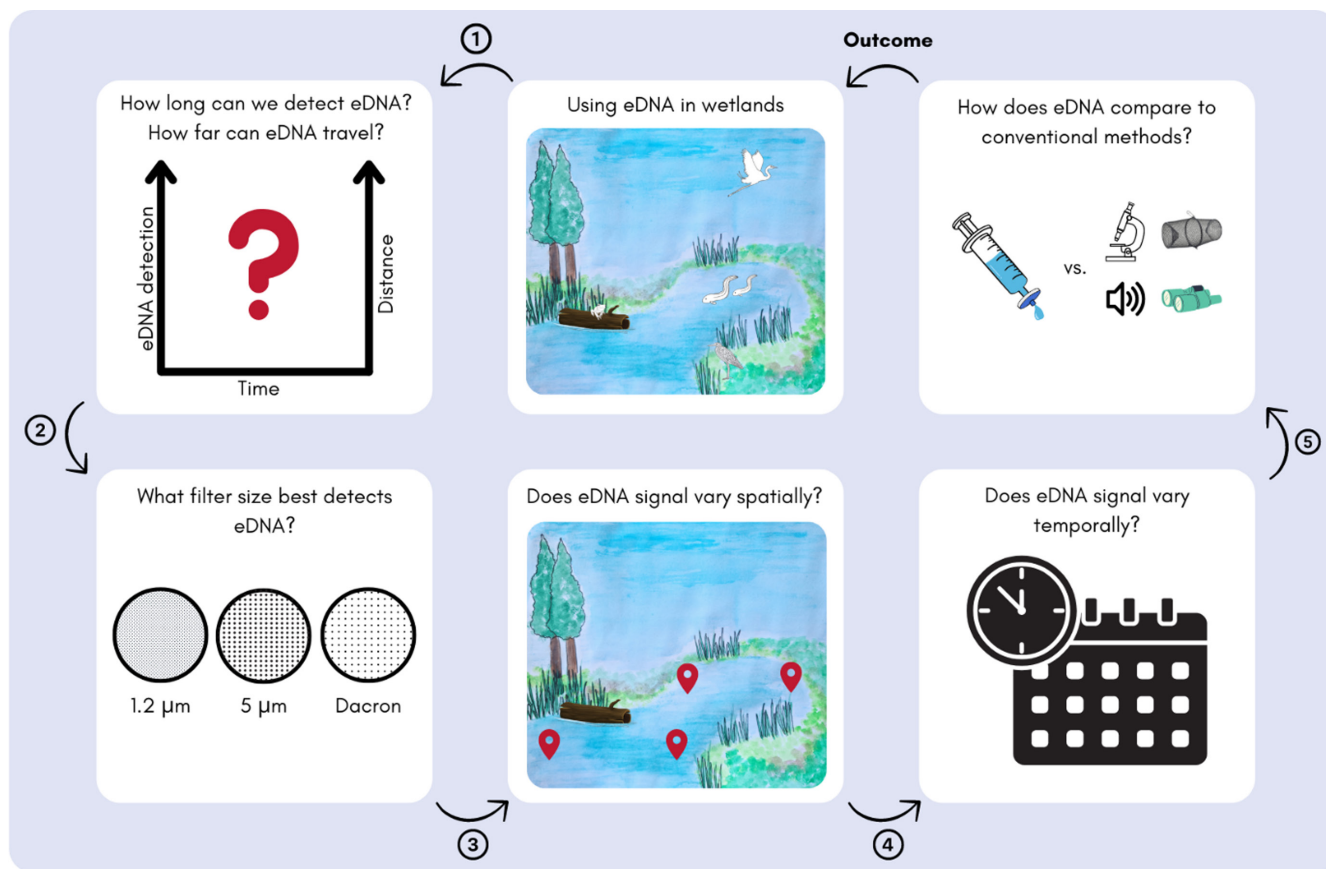 1
Outcome
How long can we detect eDNA?
How far can eDNA travel?
eDNA detection
Distance
Time
Using eDNA in wetlands
How does eDNA compare to
conventional methods?
vs.
2
5
What filter size best detects
eDNA?
1.2 µm
5 µm
Dacron
Does eDNA signal vary spatially?
Does eDNA signal vary
temporally?
3
4